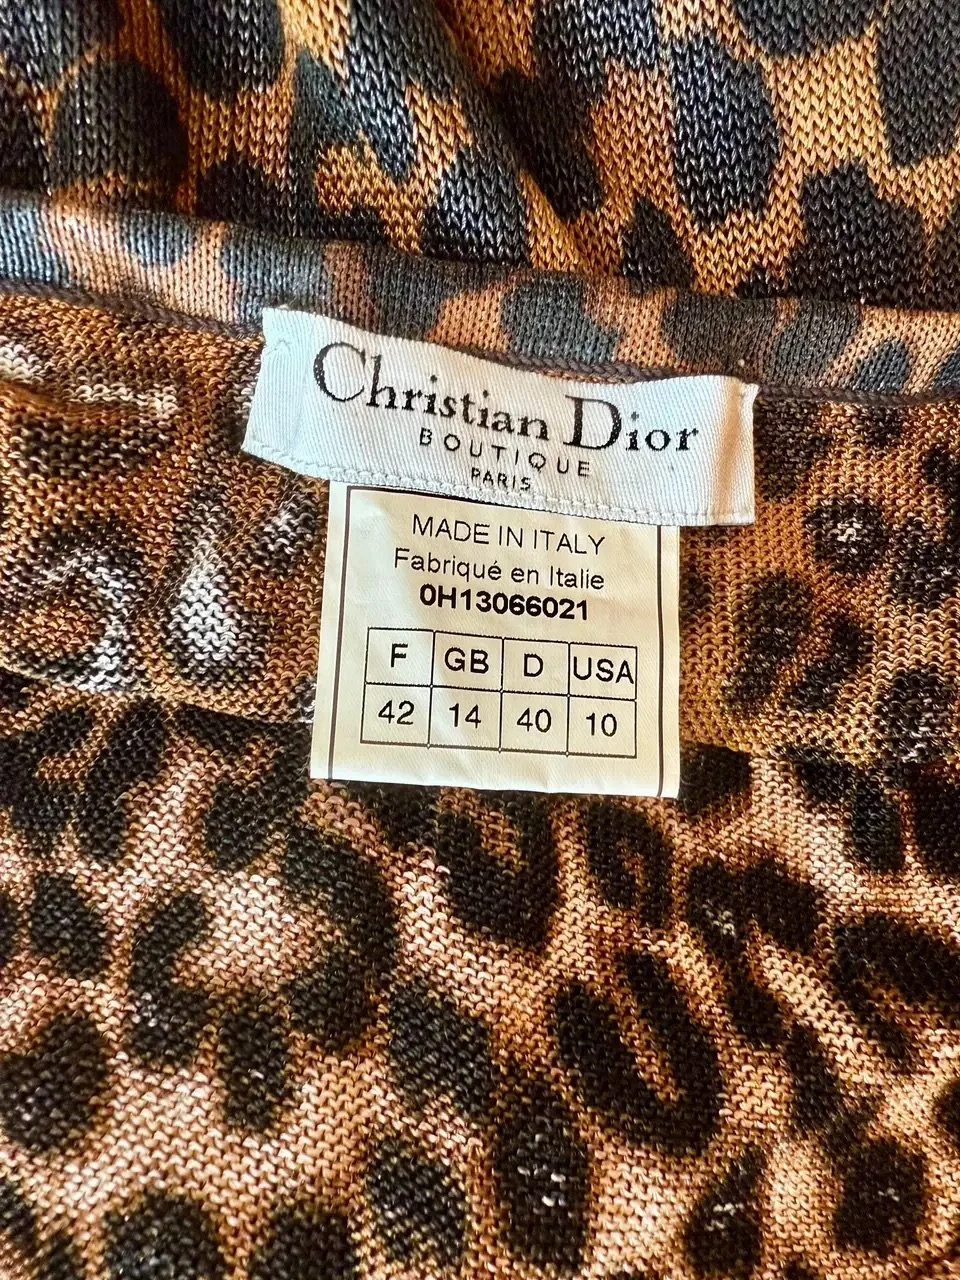 Christian Dior
BOUTIQUE
PARIS
MADE IN ITALY
Fabriqué en Italie
0H13066021
F GB D USA
42 14 40 10